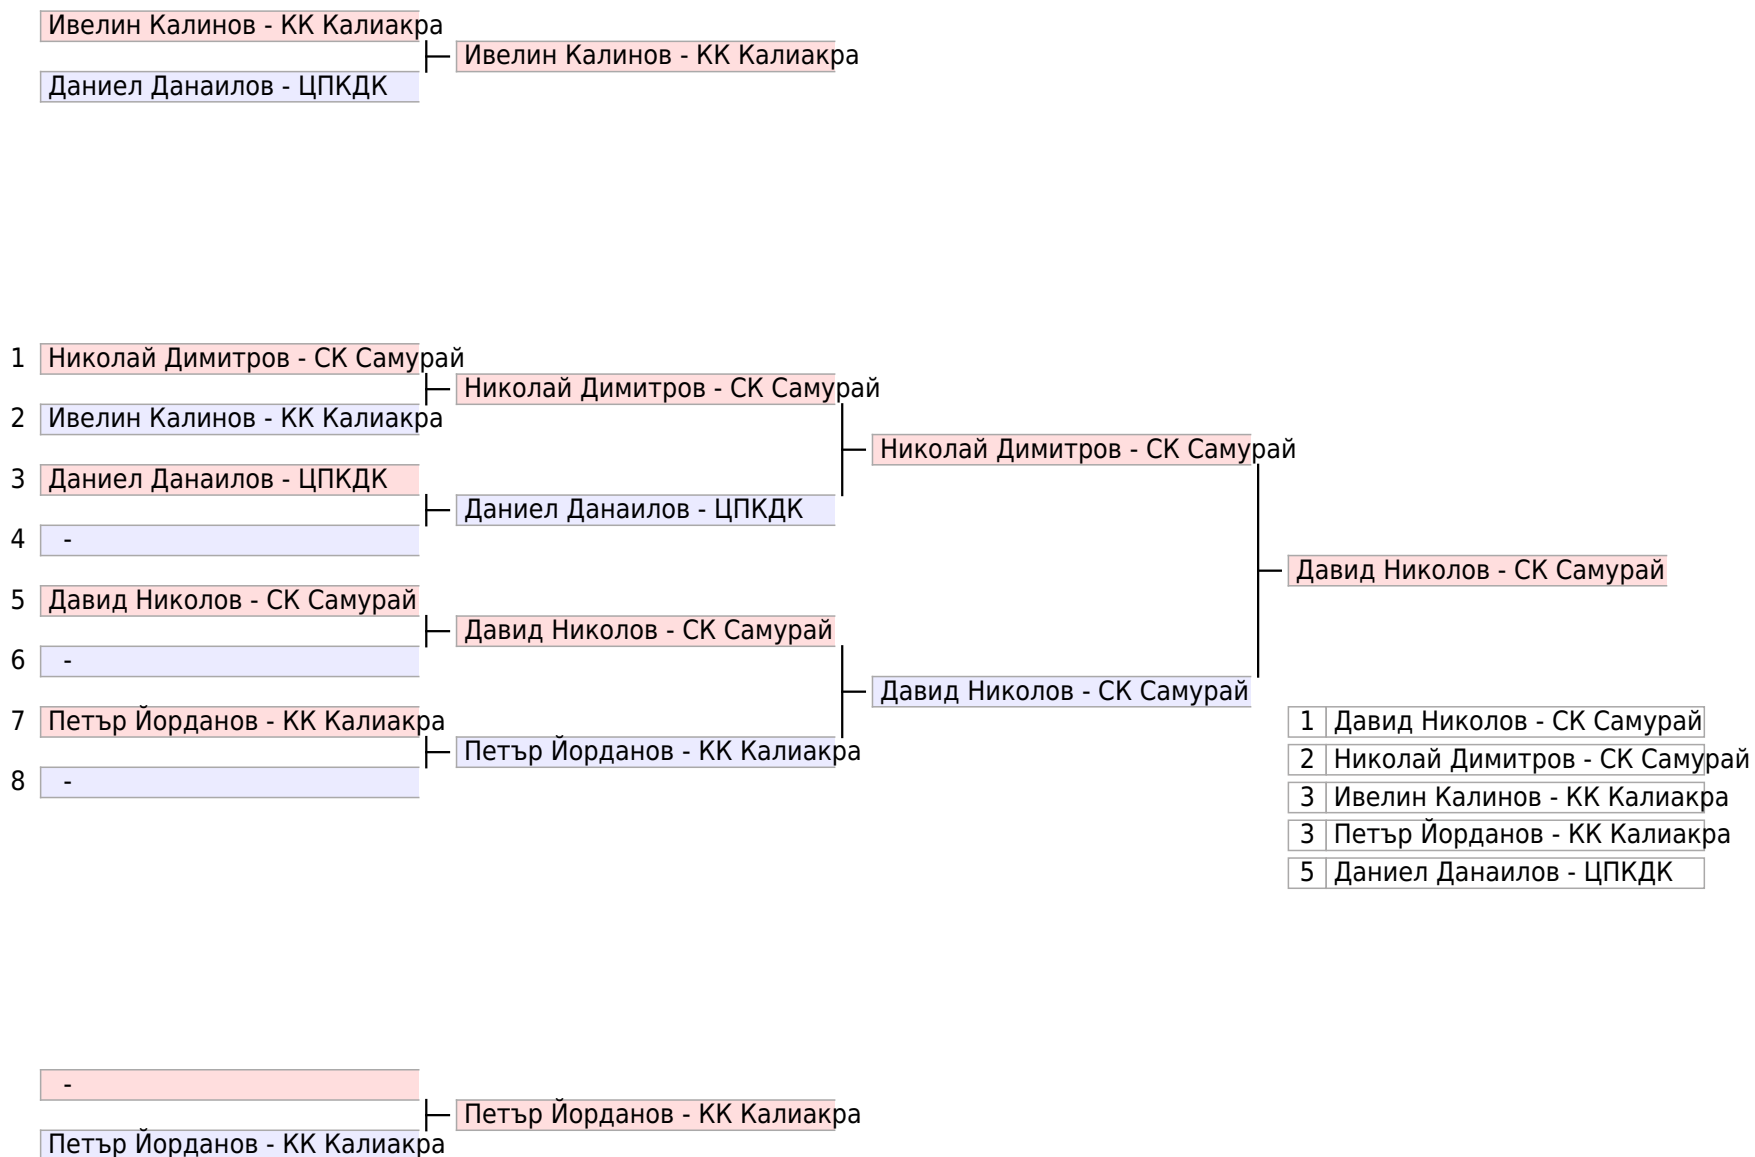 Ивелин Калинов - КК Калиакра
Ивелин Калинов - КК Калиакра
Даниел Данаилов - ЦПКДК
1 Николай Димитров - СК Самурай
Николай Димитров - СК Самурай
2 Ивелин Калинов - КК Калиакра
Николай Димитров - СК Самурай
3 Даниел Данаилов - ЦПКДК
Даниел Данаилов - ЦПКДК
4 -
Давид Николов - СК Самурай
5 Давид Николов - СК Самурай
Давид Николов - СК Самурай
6 -
Давид Николов - СК Самурай
7 Петър Йорданов - КК Калиакра
Петър Йорданов - КК Калиакра
8 -
1 Давид Николов - СК Самурай
2 Николай Димитров - СК Самурай
3 Ивелин Калинов - КК Калиакра
3 Петър Йорданов - КК Калиакра
5 Даниел Данаилов - ЦПКДК
-
Петър Йорданов - КК Калиакра
Петър Йорданов - КК Калиакра